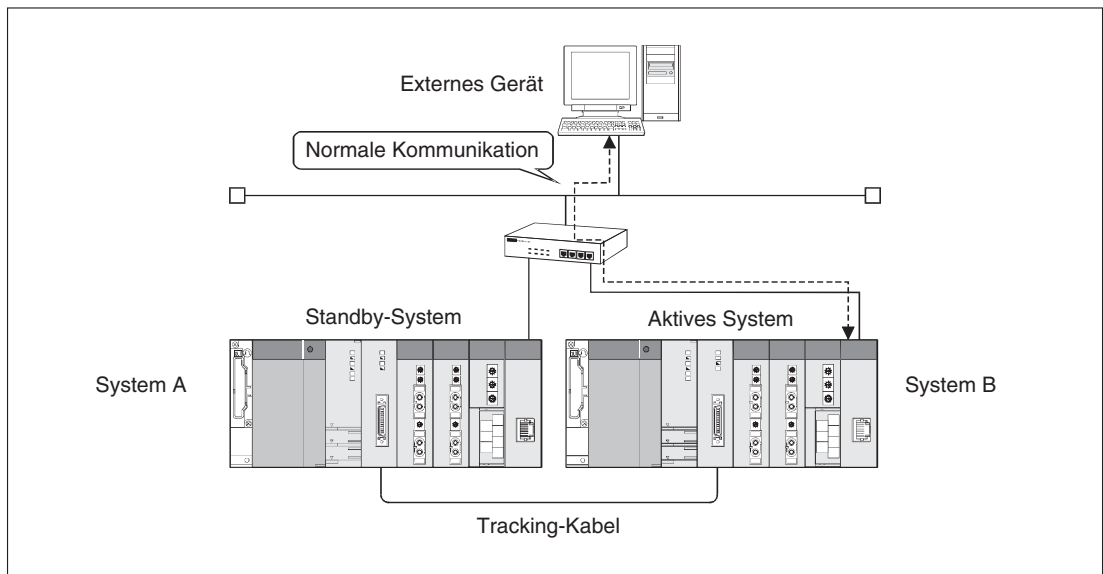 Externes Gerät
Normale Kommunikation
Standby-System
Aktives System
System A
System B
Tracking-Kabel